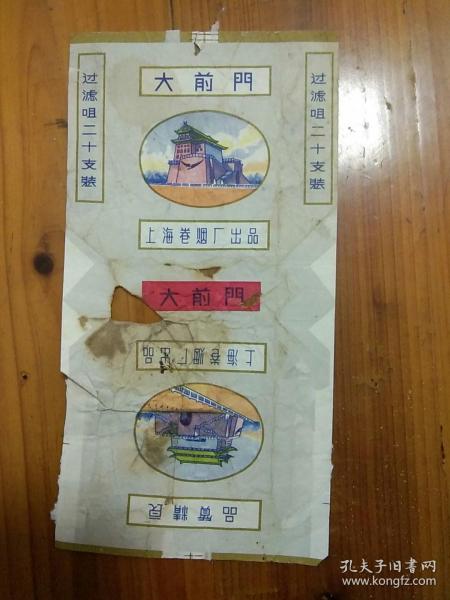 大前門
过滤咀二十支裝
过滤咀二十支裝
上海卷烟厂出品
大前門
上海卷烟厂出品
品質精良
孔夫子旧书网
www.kongfz.com